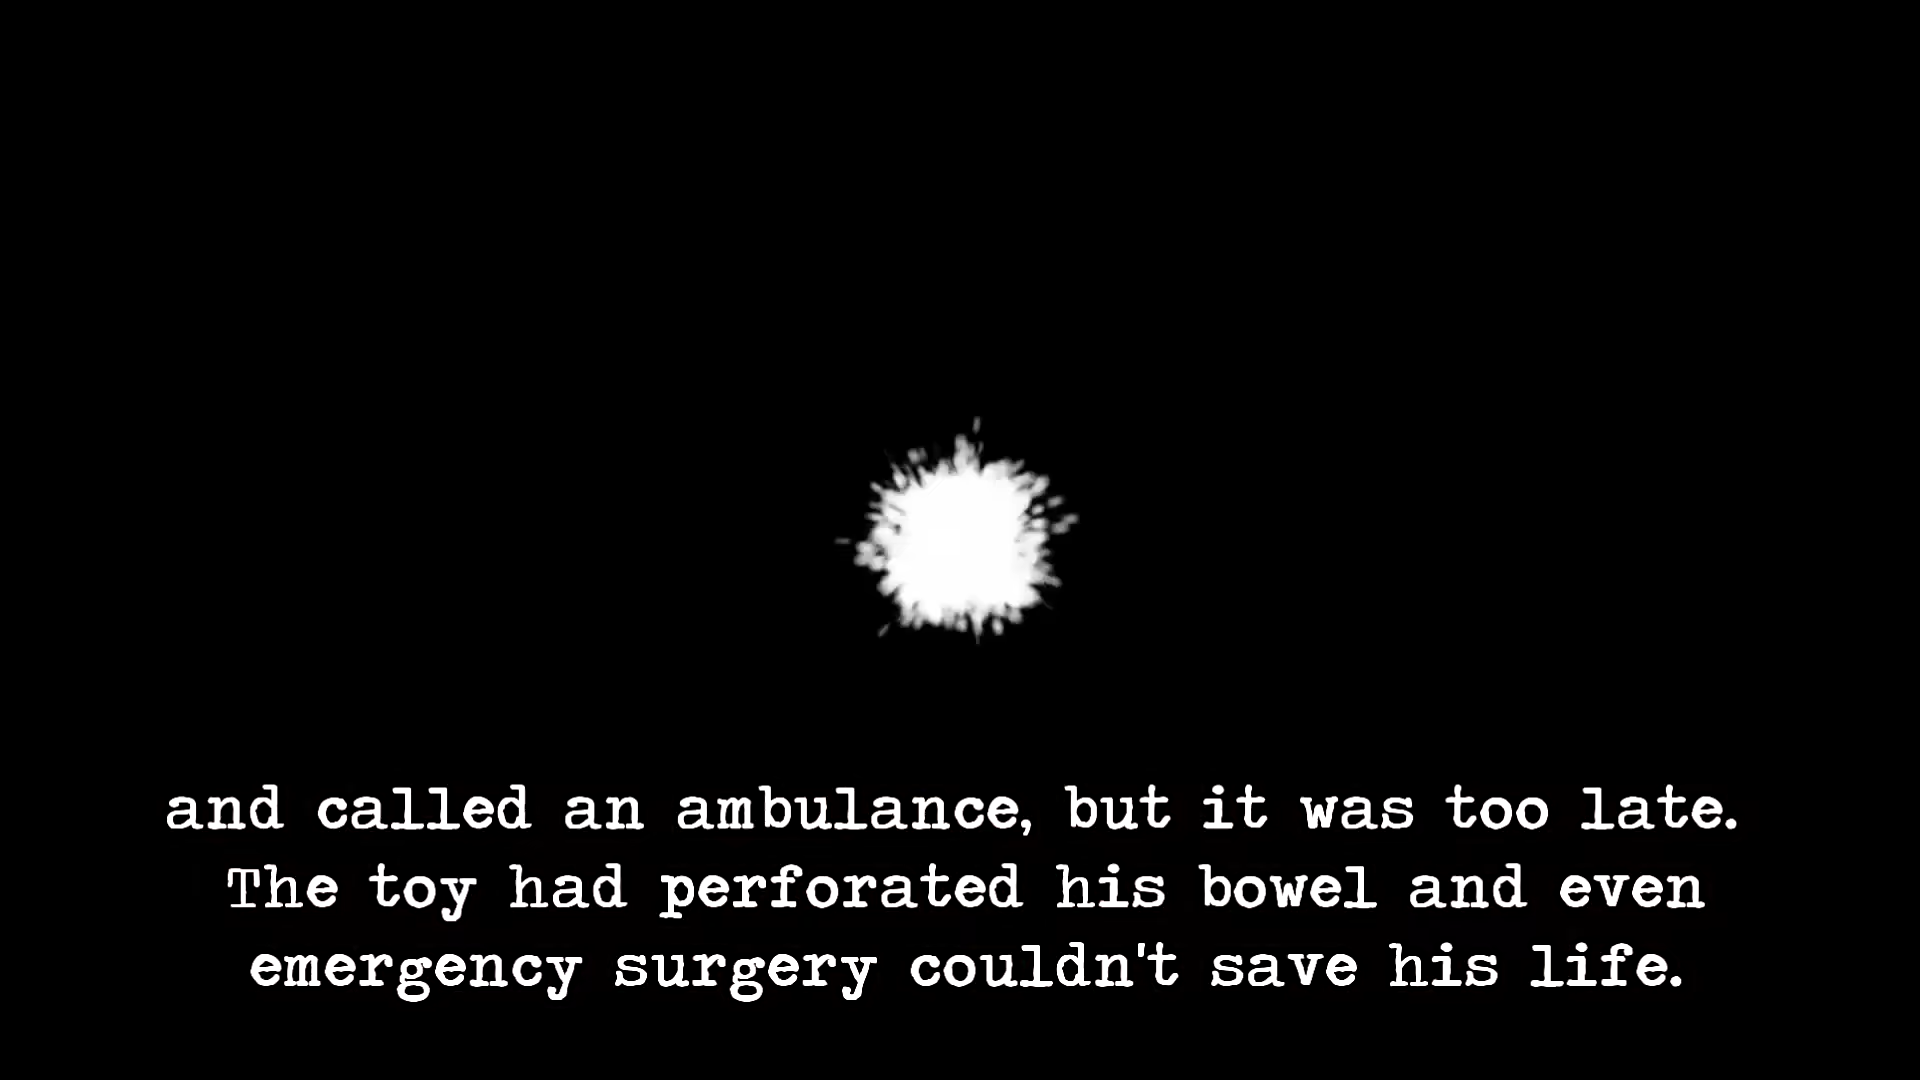 and called an ambulance, but it was too late.
The toy had perforated his bowel and even
emergency surgery couldn't save his life.